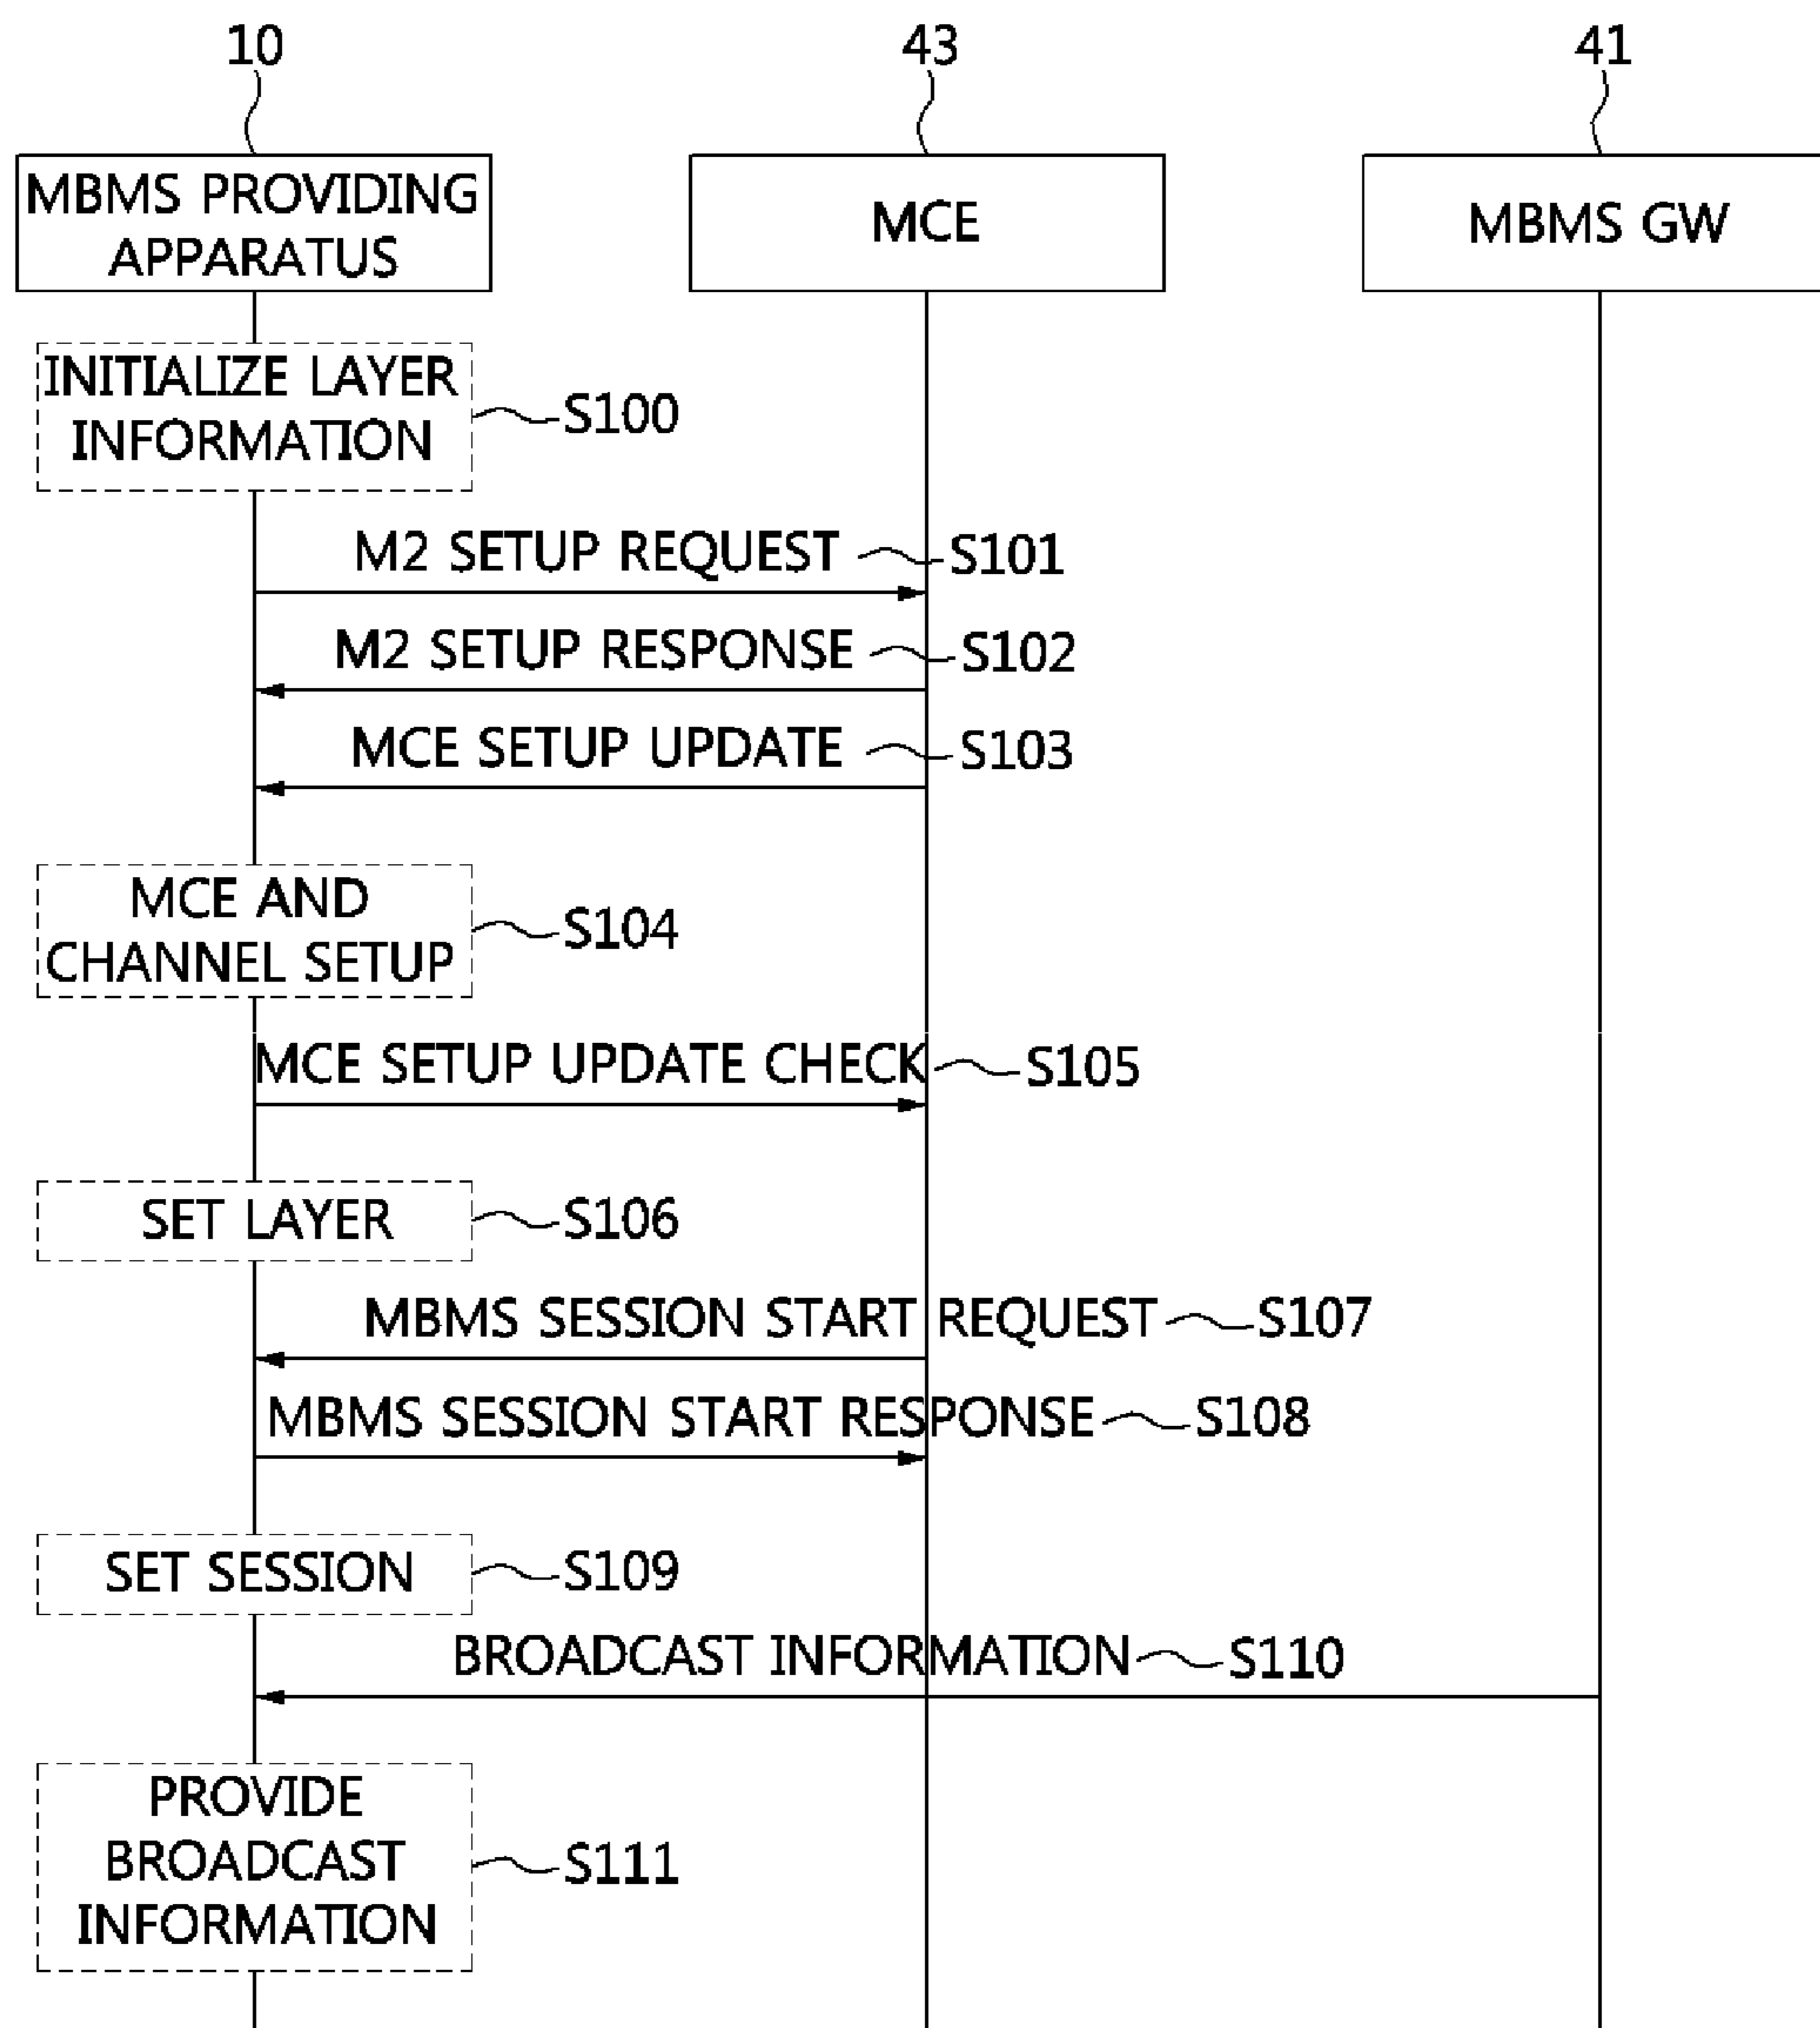 10
43
41
MBMS PROVIDING
APPARATUS
MCE
MBMS GW
INITIALIZE LAYER
INFORMATION
S100
M2 SETUP REQUEST
S101
M2 SETUP RESPONSE
S102
MCE SETUP UPDATE
S103
MCE AND
CHANNEL SETUP
S104
MCE SETUP UPDATE CHECK
S105
SET LAYER
S106
MBMS SESSION START REQUEST
S107
MBMS SESSION START RESPONSE
S108
SET SESSION
S109
BROADCAST INFORMATION
S110
PROVIDE
BROADCAST
INFORMATION
S111